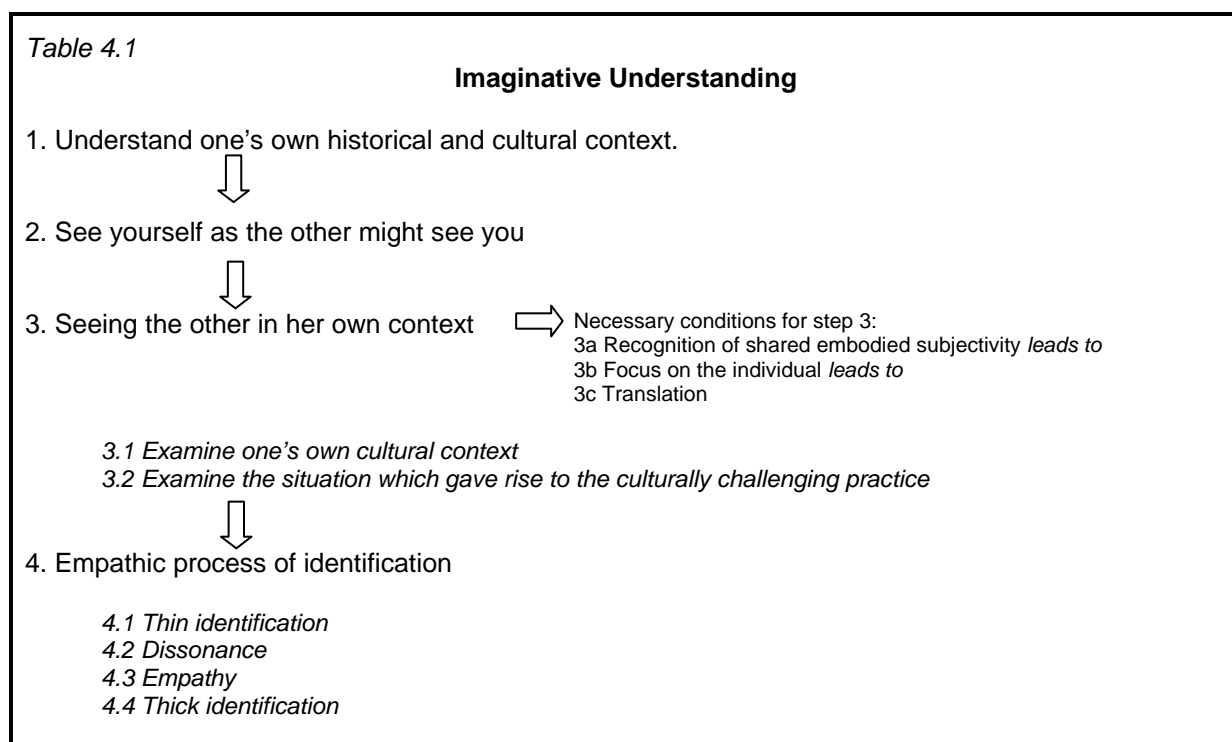 Table 4.1
Imaginative Understanding
1. Understand one's own historical and cultural context.
2. See yourself as the other might see you
3. Seeing the other in her own context
Necessary conditions for step 3:
3a Recognition of shared embodied subjectivity leads to
3b Focus on the individual leads to
3c Translation
3.1 Examine one's own cultural context
3.2 Examine the situation which gave rise to the culturally challenging practice
4. Empathic process of identification
4.1 Thin identification
4.2 Dissonance
4.3 Empathy
4.4 Thick identification